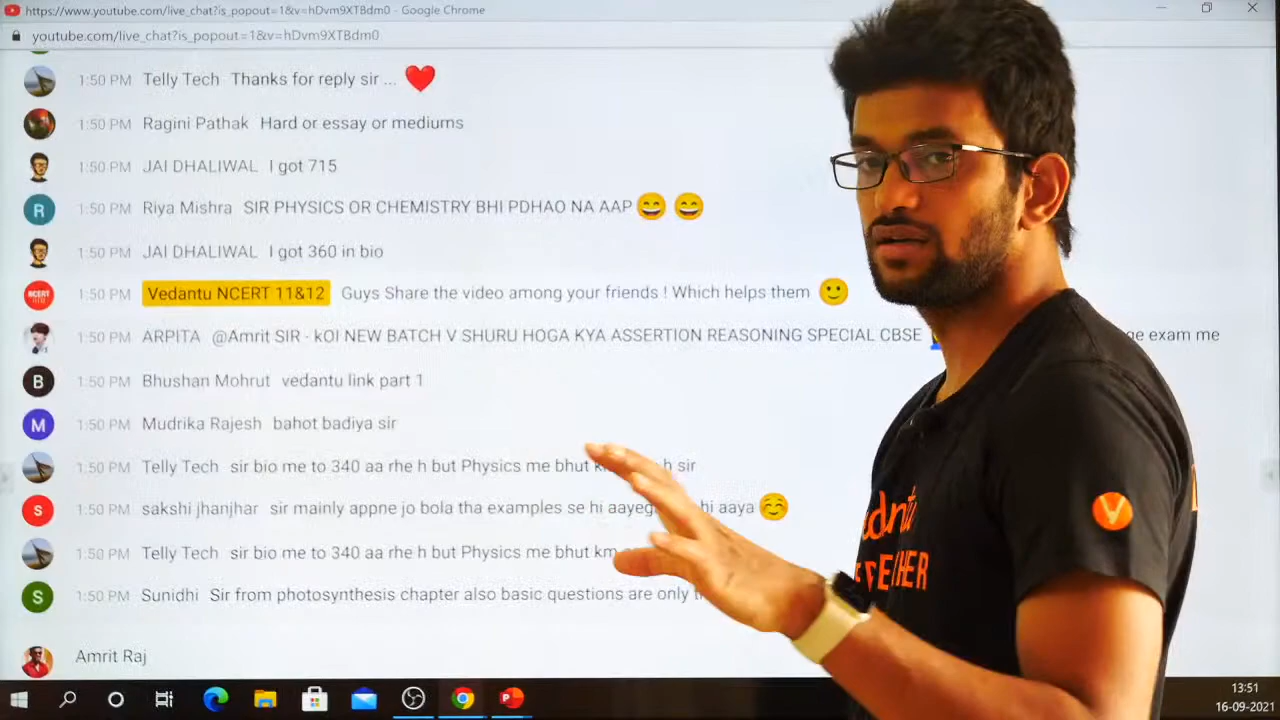 https://www.youtube.com/live_chat?is_popout=1&v=hDvm9XTBdm0 - Google Chrome
youtube.com/live_chat?is_popout=1&v=hDvm9XTBdm0
1:50 PM Telly Tech Thanks for reply sir ... ❤️
1:50 PM Ragini Pathak Hard or essay or mediums
1:50 PM JAI DHALIWAL I got 715
R 1:50 PM Riya Mishra SIR PHYSICS OR CHEMISTRY BHI PDHAO NA AAP 😄 😄
1:50 PM JAI DHALIWAL I got 360 in bio
NCERT 1:50 PM Vedantu NCERT 11&12 Guys Share the video among your friends ! Which helps them 🙂
1:50 PM ARPITA @Amrit SIR - kOI NEW BATCH V SHURU HOGA KYA ASSERTION REASONING SPECIAL CBSE exam me
B 1:50 PM Bhushan Mohrut vedantu link part 1
M 1:50 PM Mudrika Rajesh bahot badiya sir
1:50 PM Telly Tech sir bio me to 340 aa rhe h but Physics me bhut h sir
S 1:50 PM sakshi jhanjhar sir mainly appne jo bola tha examples se hi hi aaya ☺️
1:50 PM Telly Tech sir bio me to 340 aa rhe h but Physics me bhut km
S 1:50 PM Sunidhi Sir from photosynthesis chapter also basic questions are only
Amrit Raj
13:51
16-09-2021
V